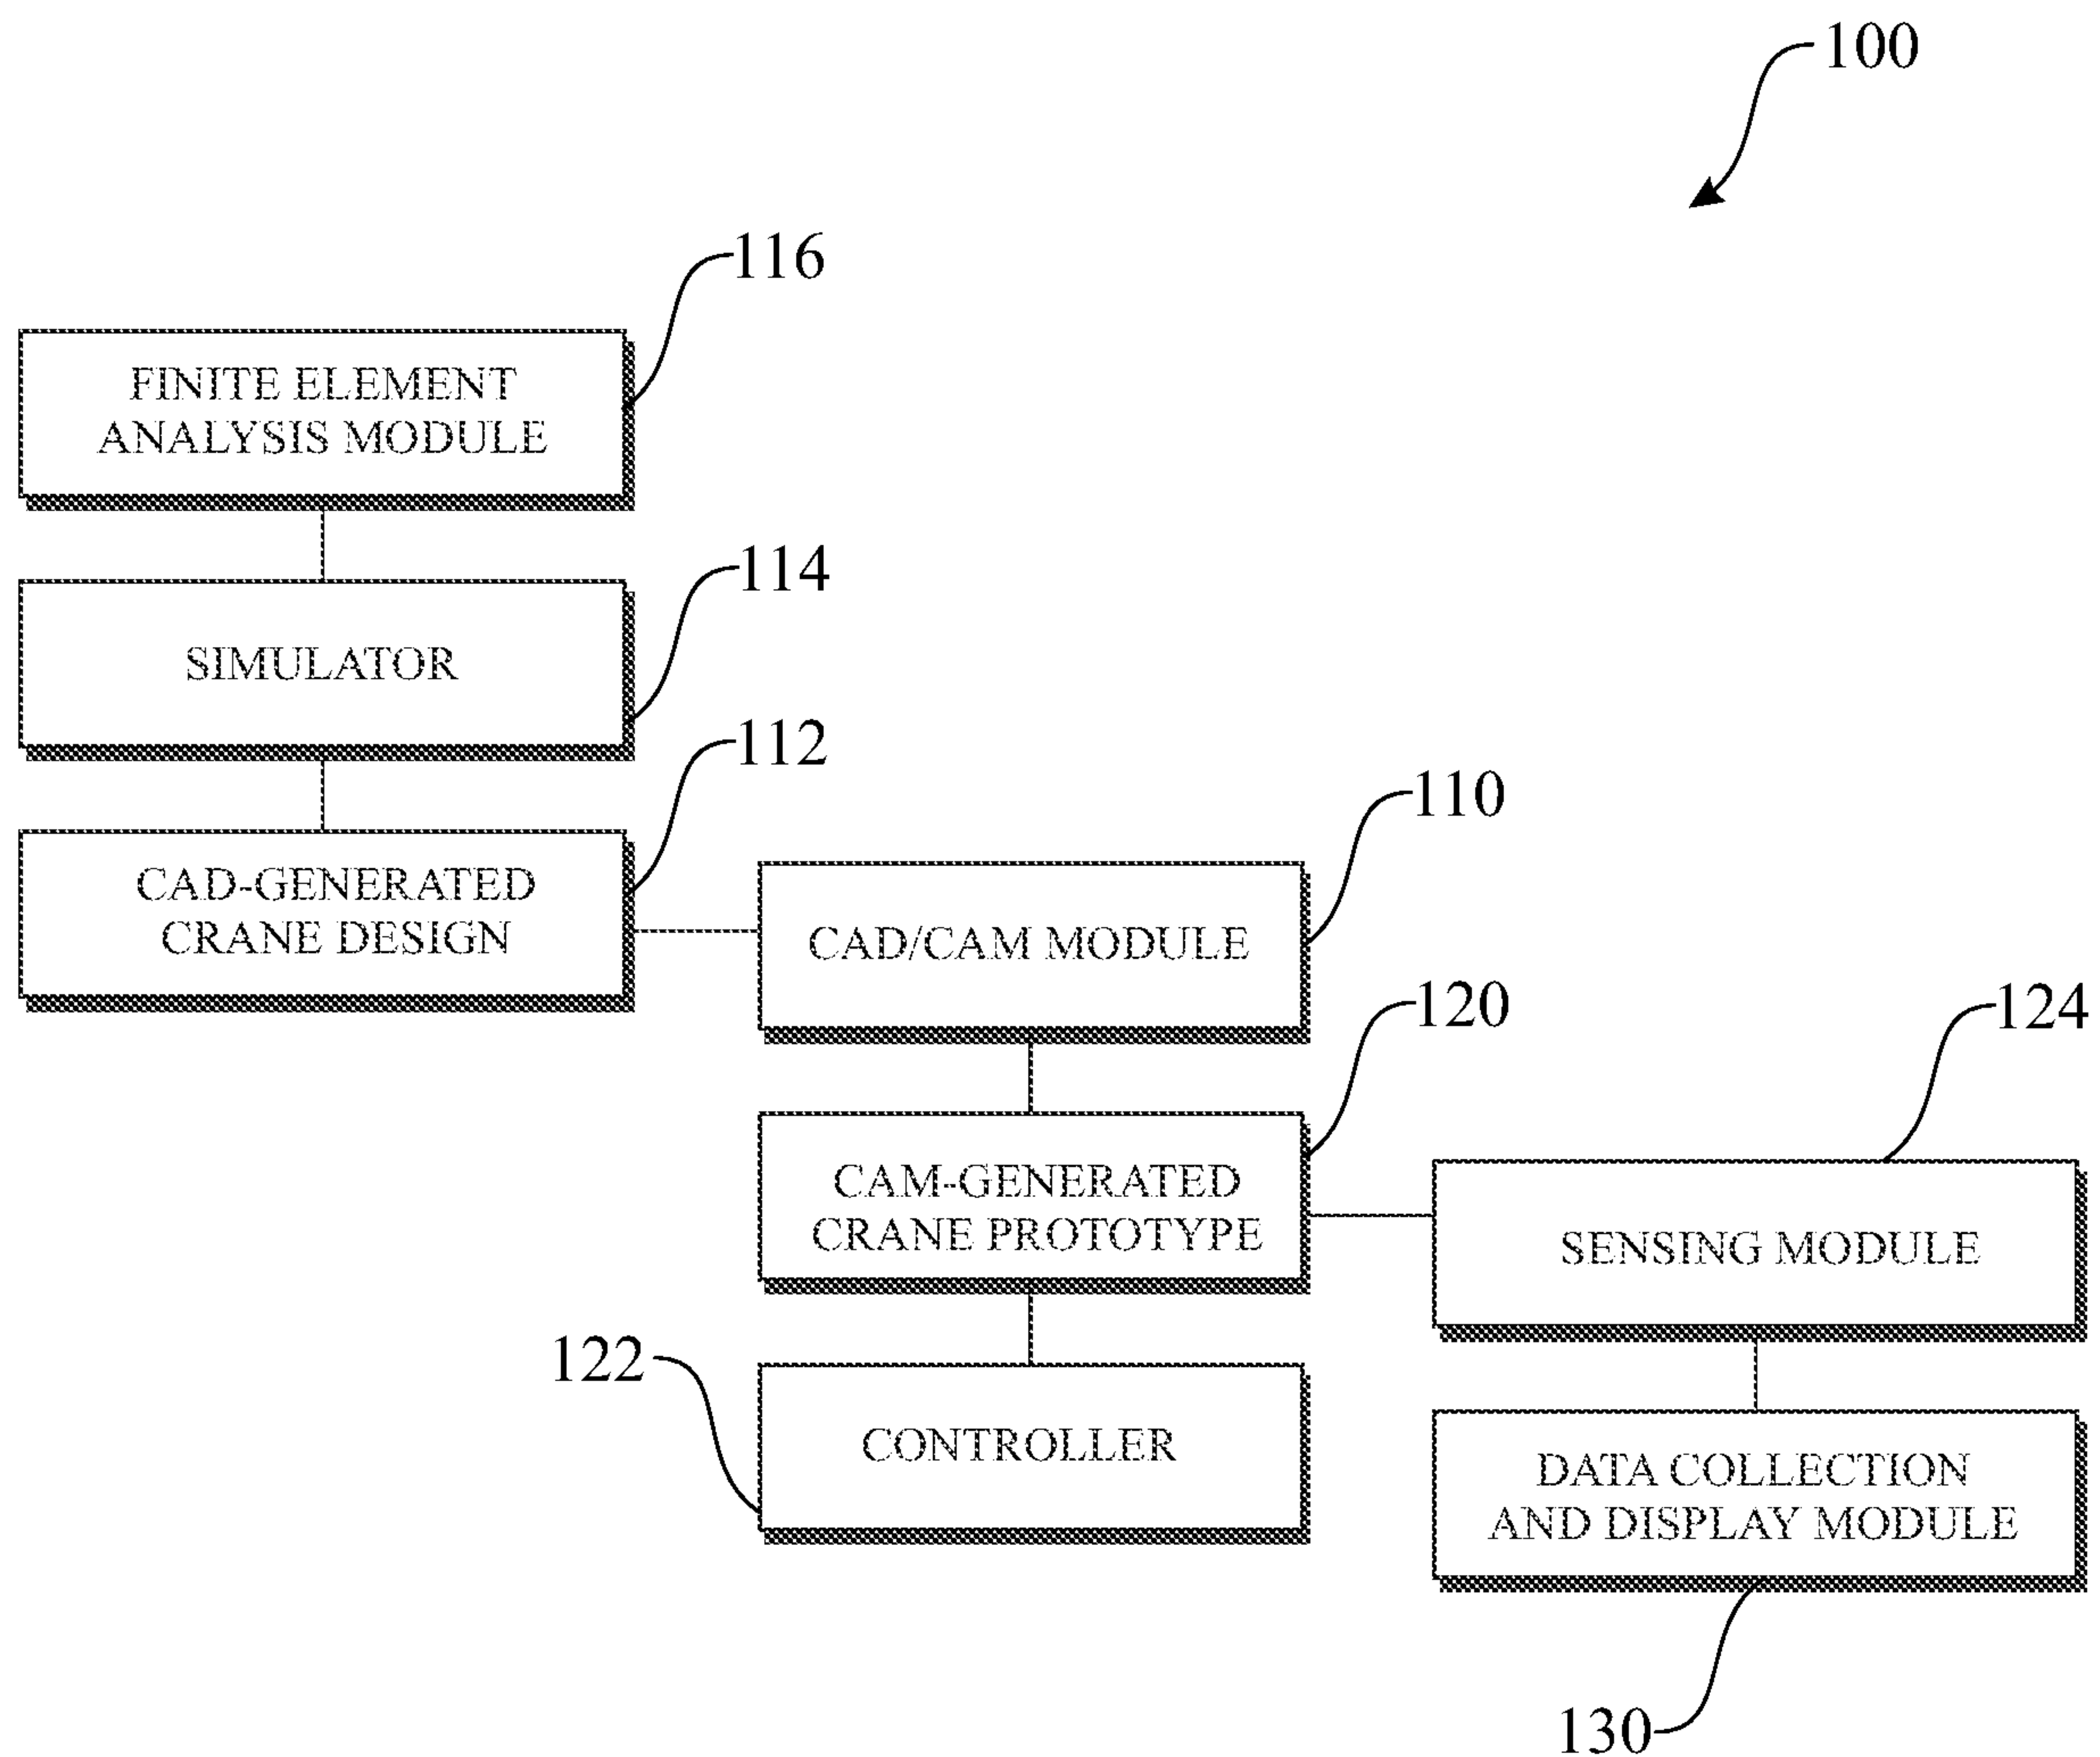 100
116
FINITE ELEMENT
ANALYSIS MODULE
114
SIMULATOR
112
CAD-GENERATED
CRANE DESIGN
110
CAD/CAM MODULE
120
CAM-GENERATED
CRANE PROTOTYPE
124
SENSING MODULE
122
CONTROLLER
DATA COLLECTION
AND DISPLAY MODULE
130